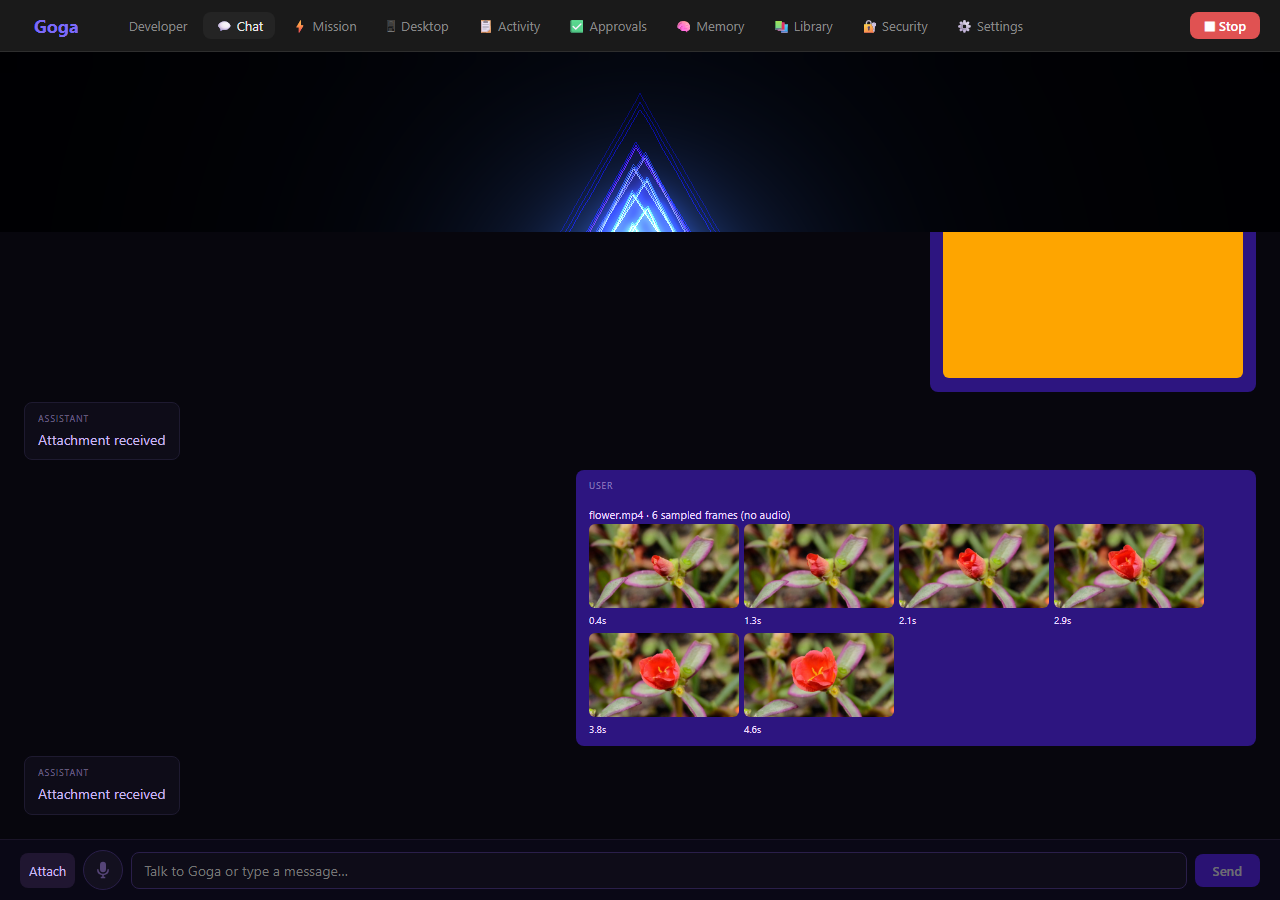 Goga
Developer
Chat
Mission
Desktop
Activity
Approvals
Memory
Library
Security
Settings
Stop
ASSISTANT
Attachment received
USER
flower.mp4 · 6 sampled frames (no audio)
0.4s
1.3s
2.1s
2.9s
3.8s
4.6s
ASSISTANT
Attachment received
Attach
Talk to Goga or type a message...
Send